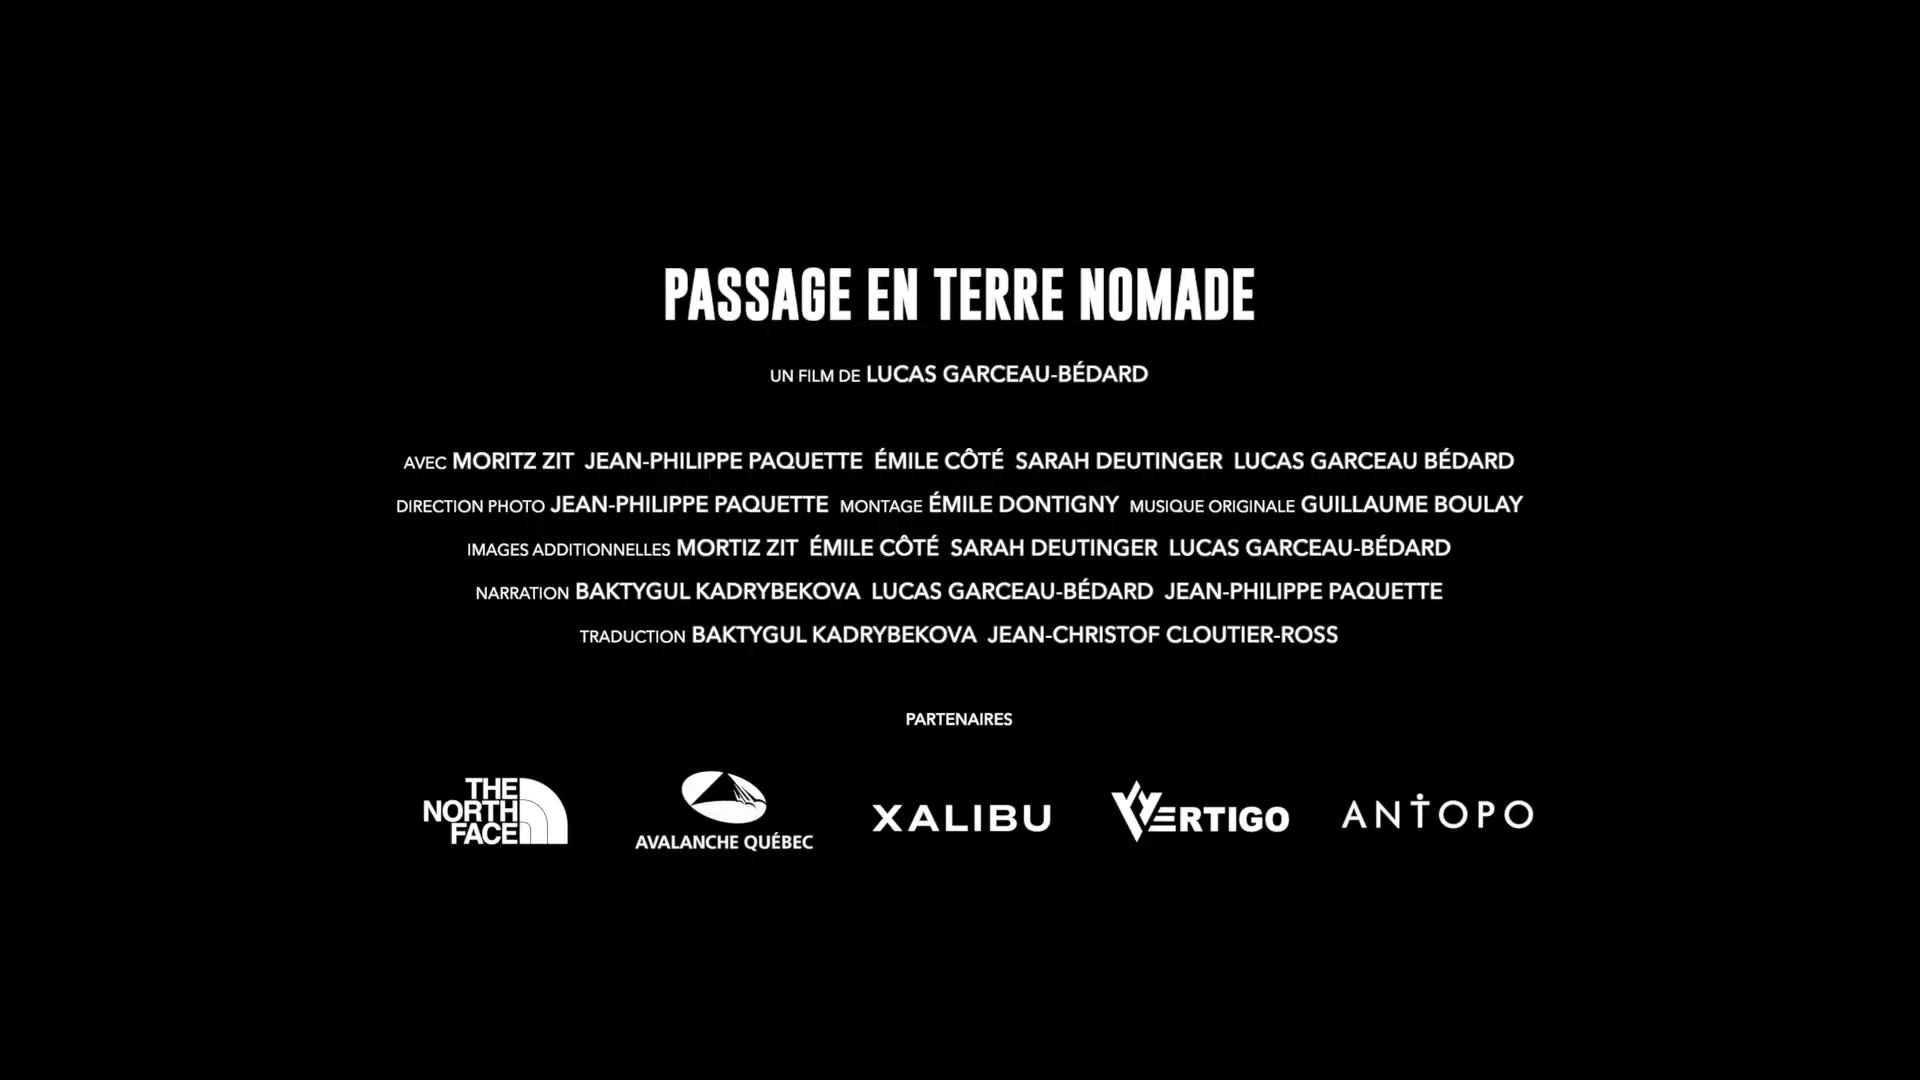 PASSAGE EN TERRE NOMADE
UN FILM DE LUCAS GARCEAU-BÉDARD
AVEC MORITZ ZIT JEAN-PHILIPPE PAQUETTE ÉMILE CÔTÉ SARAH DEUTINGER LUCAS GARCEAU BÉDARD
DIRECTION PHOTO JEAN-PHILIPPE PAQUETTE MONTAGE ÉMILE DONTIGNY MUSIQUE ORIGINALE GUILLAUME BOULAY
IMAGES ADDITIONNELLES MORTIZ ZIT ÉMILE CÔTÉ SARAH DEUTINGER LUCAS GARCEAU-BÉDARD
NARRATION BAKTYGUL KADRYBEKOVA LUCAS GARCEAU-BÉDARD JEAN-PHILIPPE PAQUETTE
TRADUCTION BAKTYGUL KADRYBEKOVA JEAN-CHRISTOF CLOUTIER-ROSS
PARTENAIRES
THE
NORTH
FACE
AVALANCHE QUÉBEC
XALIBU
VERTIGO
ANTOPO